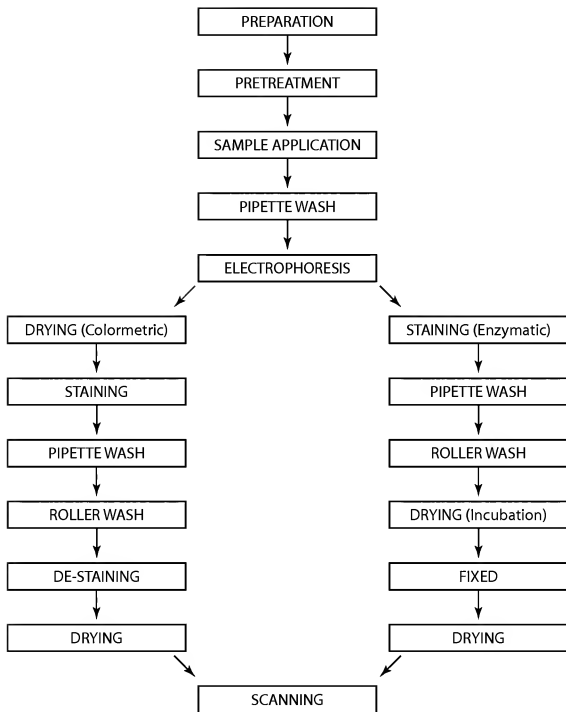 PREPARATION
PRETREATMENT
SAMPLE APPLICATION
PIPETTE WASH
ELECTROPHORESIS
DRYING (Colormetric)
STAINING
PIPETTE WASH
ROLLER WASH
DE-STAINING
DRYING
STAINING (Enzymatic)
PIPETTE WASH
ROLLER WASH
DRYING (Incubation)
FIXED
DRYING
SCANNING